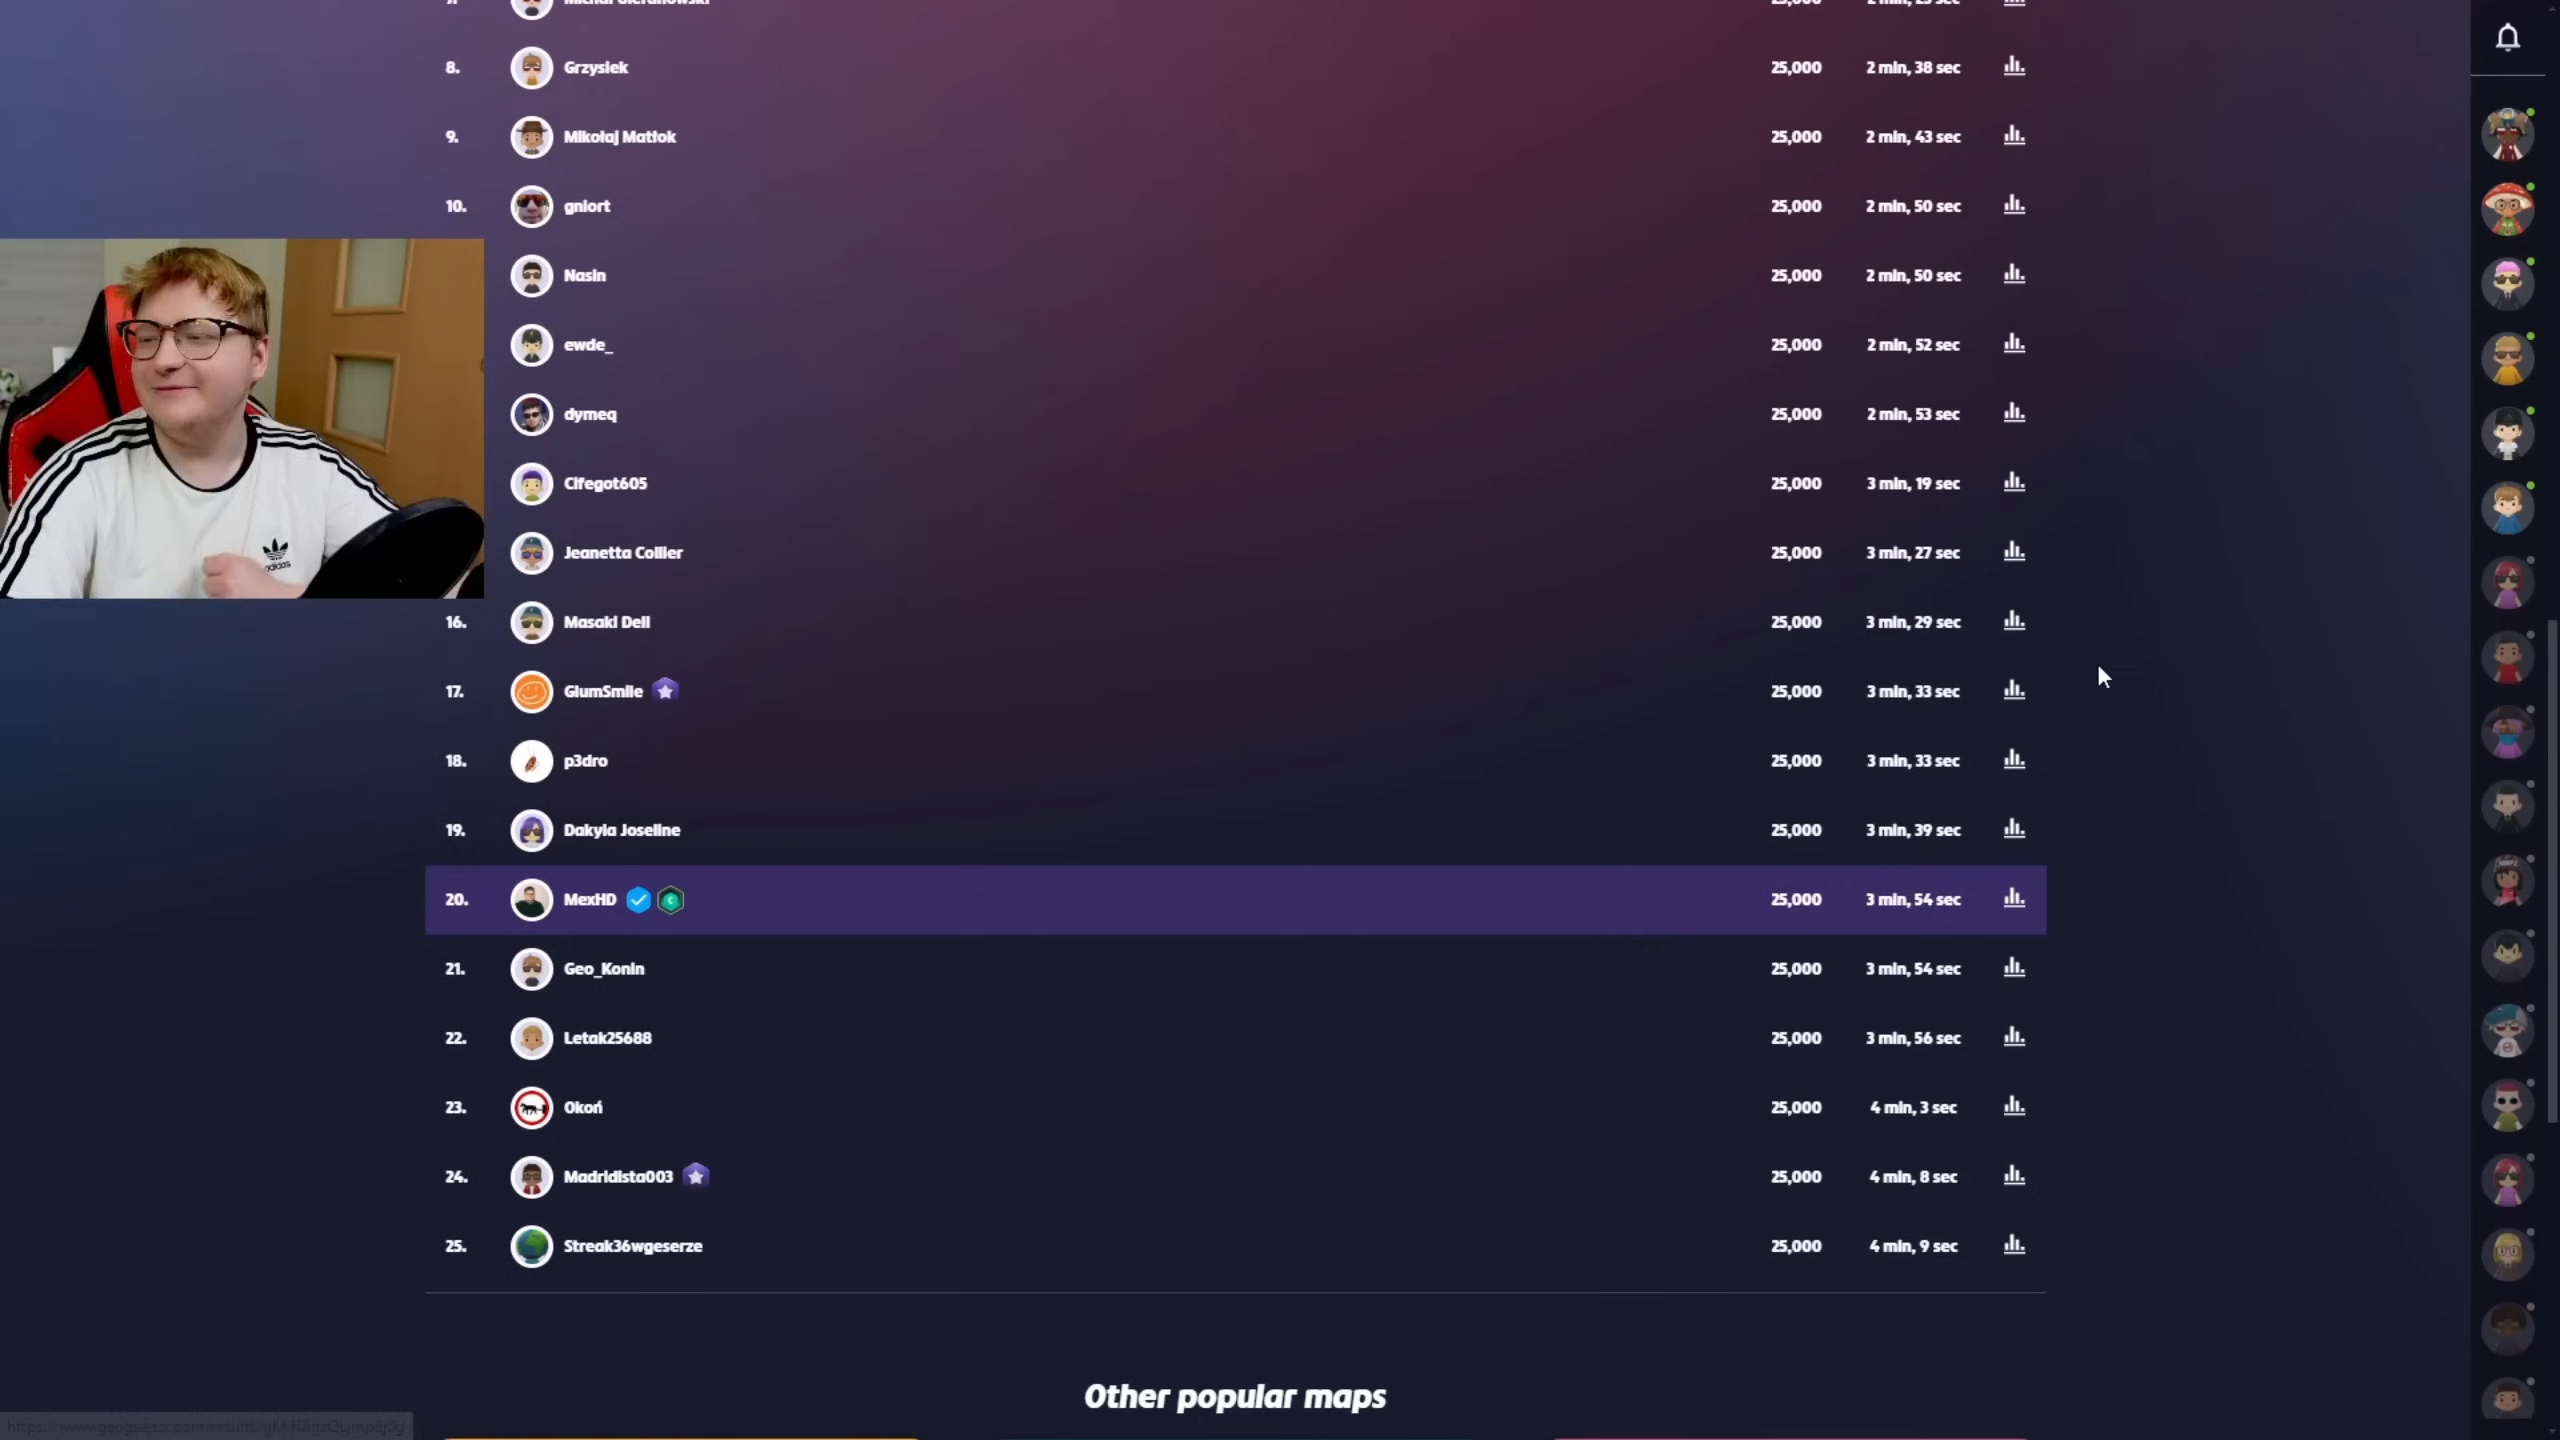 8. Grzysiek 25,000 2 min, 38 sec
9. Mikołaj Matłok 25,000 2 min, 43 sec
10. gniort 25,000 2 min, 50 sec
Nasin 25,000 2 min, 50 sec
ewde_ 25,000 2 min, 52 sec
dymeq 25,000 2 min, 53 sec
Cifegot605 25,000 3 min, 19 sec
Jeanetta Collier 25,000 3 min, 27 sec
adidas
16. Masaki Dell 25,000 3 min, 29 sec
17. GlumSmile 25,000 3 min, 33 sec
18. p3dro 25,000 3 min, 33 sec
19. Dakyla Joseline 25,000 3 min, 39 sec
20. MexHD 25,000 3 min, 54 sec
21. Geo_Konin 25,000 3 min, 54 sec
22. Letak25688 25,000 3 min, 56 sec
23. Okoń 25,000 4 min, 3 sec
24. Madridista003 25,000 4 min, 8 sec
25. Streak36wgeserze 25,000 4 min, 9 sec
Other popular maps